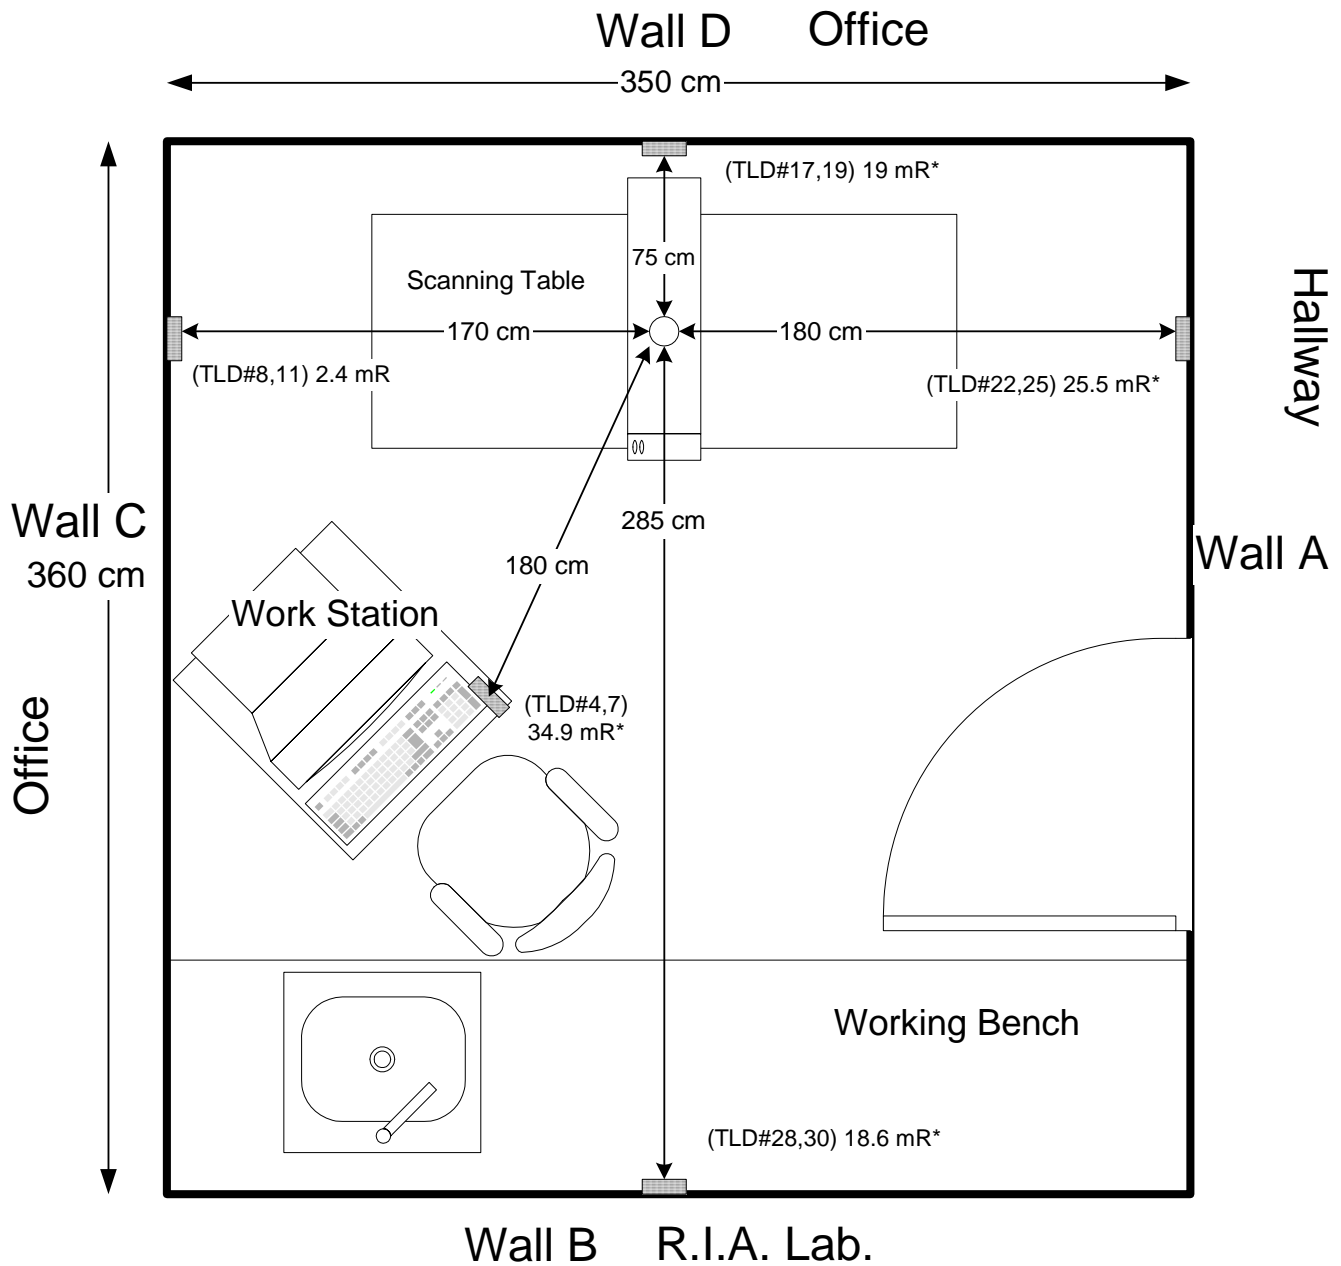 Wall D Office
350 cm
(TLD#17,19) 19 mR*
75 cm
Scanning Table
170 cm
180 cm
(TLD#8,11) 2.4 mR
(TLD#22,25) 25.5 mR*
Hallway
Wall C
360 cm
285 cm
Wall A
180 cm
Work Station
(TLD#4,7)
34.9 mR*
Office
Working Bench
(TLD#28,30) 18.6 mR*
Wall B R.I.A. Lab.